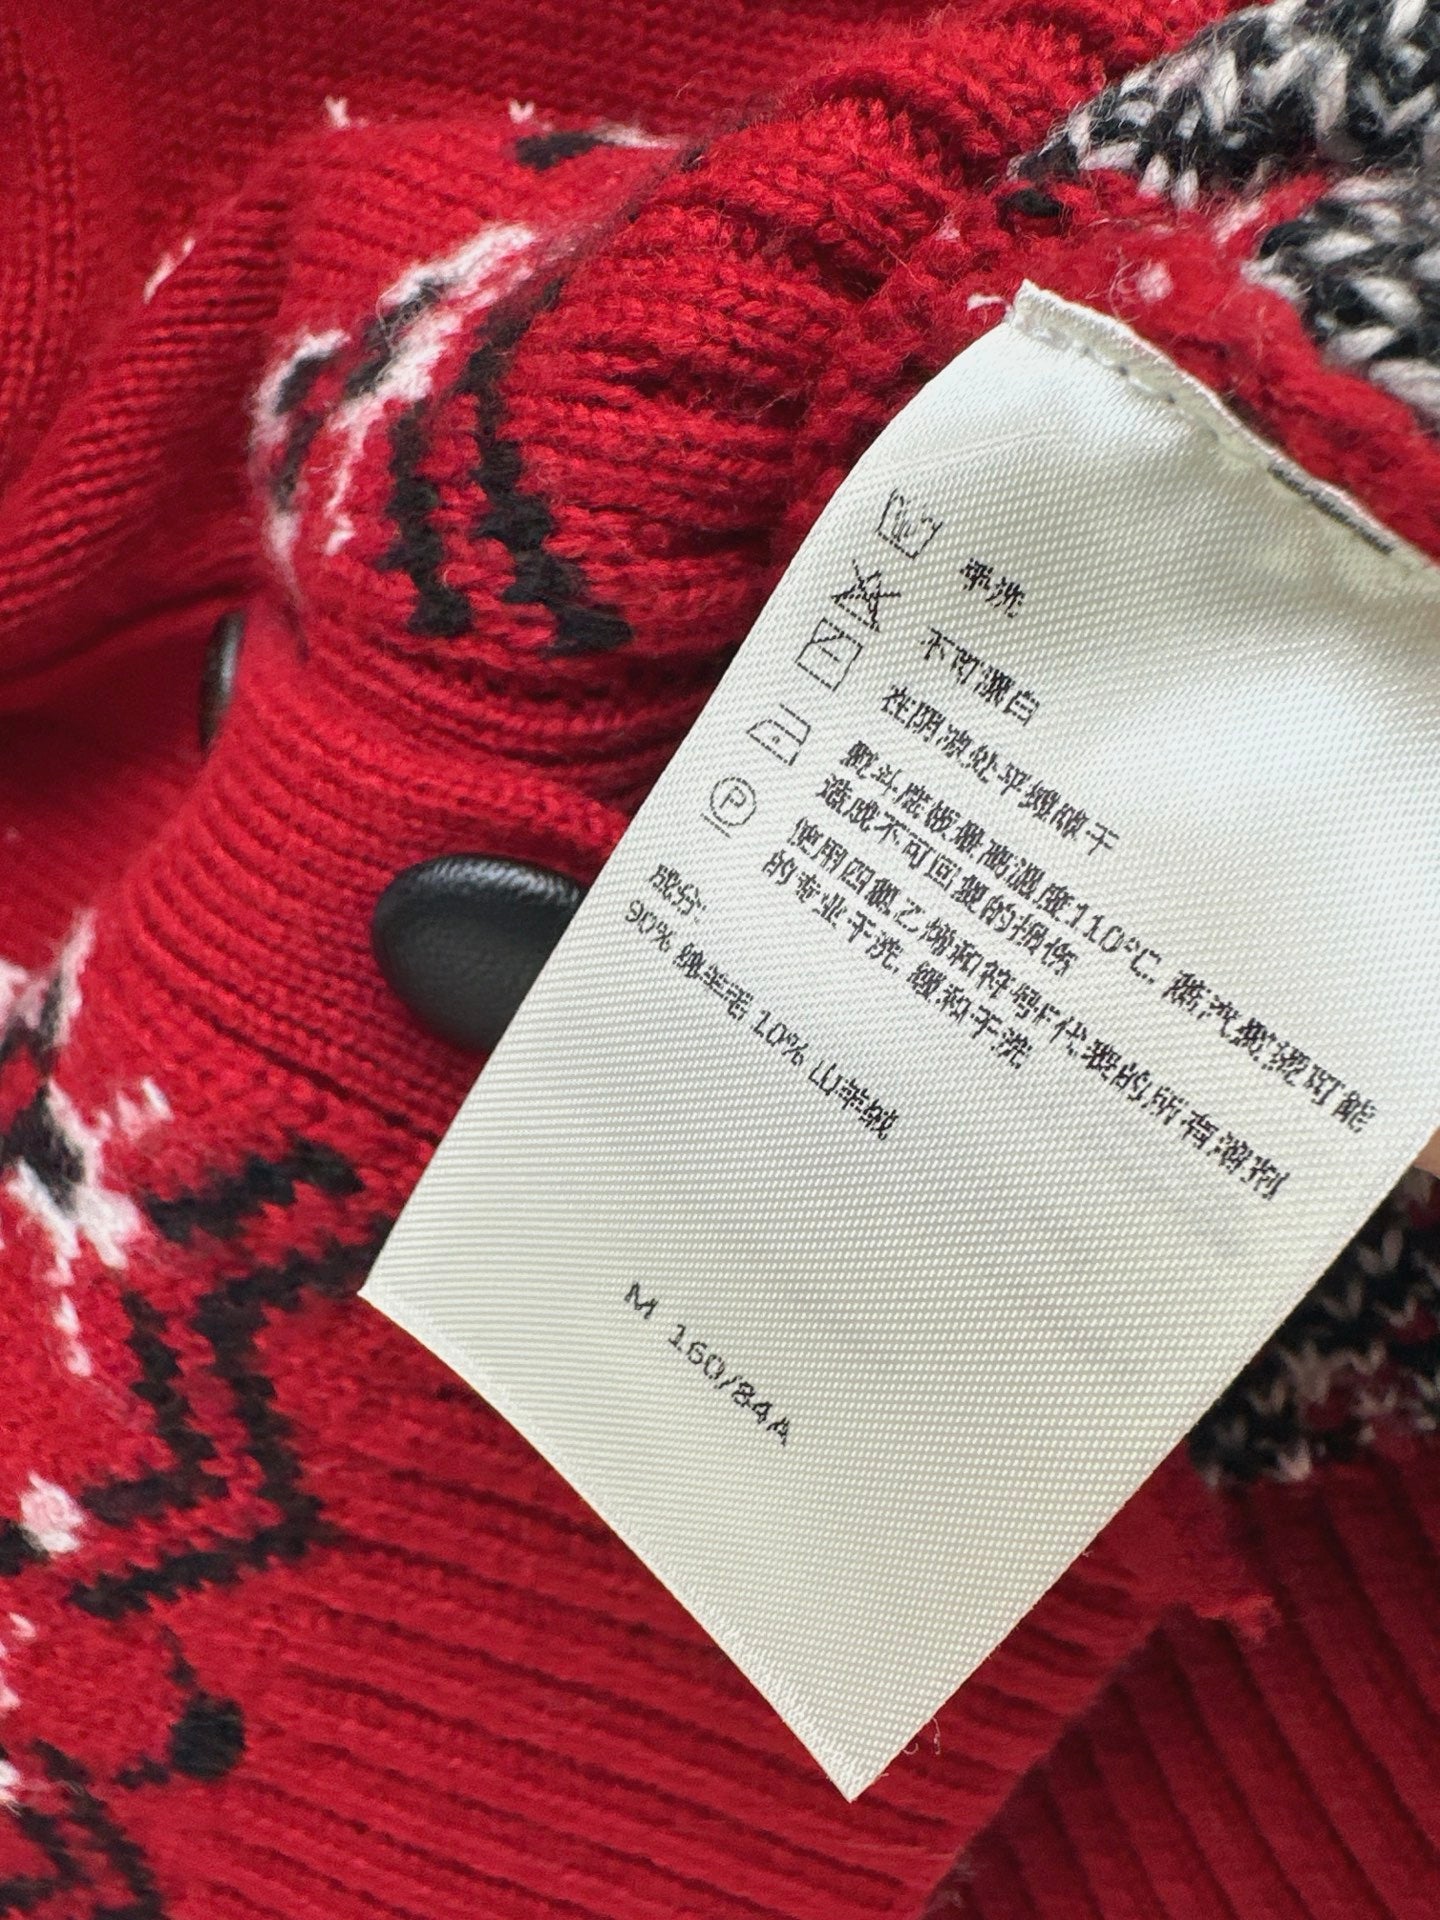 手洗
不可漂白
在阴凉处平摊晾干
熨斗底板最高温度110°C, 蒸汽熨烫可能
造成不可回复的损伤
使用四氯乙烯和符号F代表的所有溶剂
的专业干洗, 缓和干洗
P
成分:
90% 绵羊毛 10% 山羊绒
M 160/84A